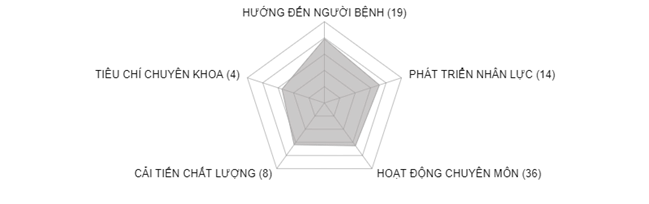 HƯỚNG ĐẾN NGƯỜI BỆNH (19)
TIÊU CHÍ CHUYÊN KHOA (4)
PHÁT TRIỂN NHÂN LỰC (14)
CẢI TIẾN CHẤT LƯỢNG (8)
HOẠT ĐỘNG CHUYÊN MÔN (36)